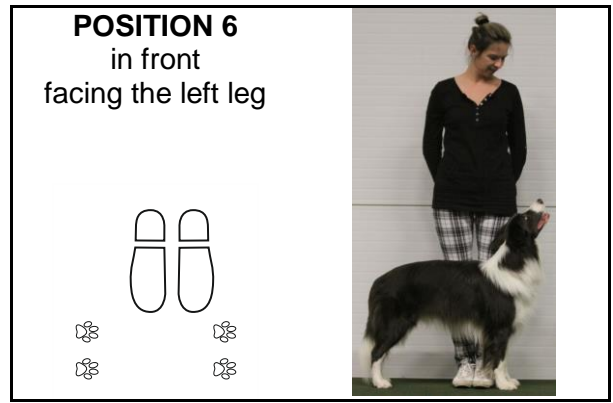 POSITION 6
in front
facing the left leg